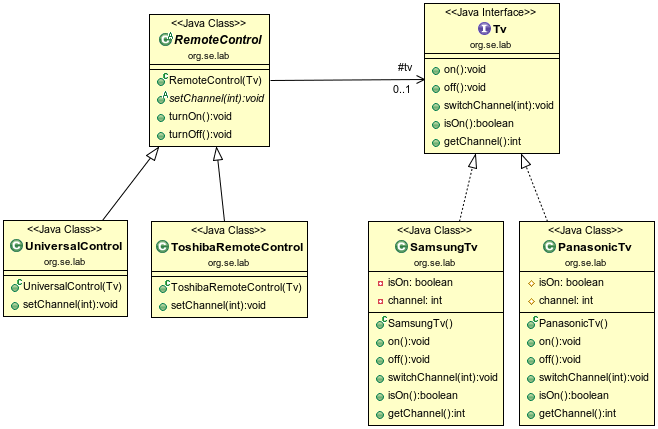 <<Java Class>>
RemoteControl
org.se.lab
RemoteControl(Tv)
setChannel(int):void
turnOn():void
turnOff():void
#tv
0..1
<<Java Interface>>
Tv
org.se.lab
on():void
off():void
switchChannel(int):void
isOn():boolean
getChannel():int
<<Java Class>>
UniversalControl
org.se.lab
UniversalControl(Tv)
setChannel(int):void
<<Java Class>>
ToshibaRemoteControl
org.se.lab
ToshibaRemoteControl(Tv)
setChannel(int):void
<<Java Class>>
SamsungTv
org.se.lab
isOn: boolean
channel: int
SamsungTv()
on():void
off():void
switchChannel(int):void
isOn():boolean
getChannel():int
<<Java Class>>
PanasonicTv
org.se.lab
isOn: boolean
channel: int
PanasonicTv()
on():void
off():void
switchChannel(int):void
isOn():boolean
getChannel():int